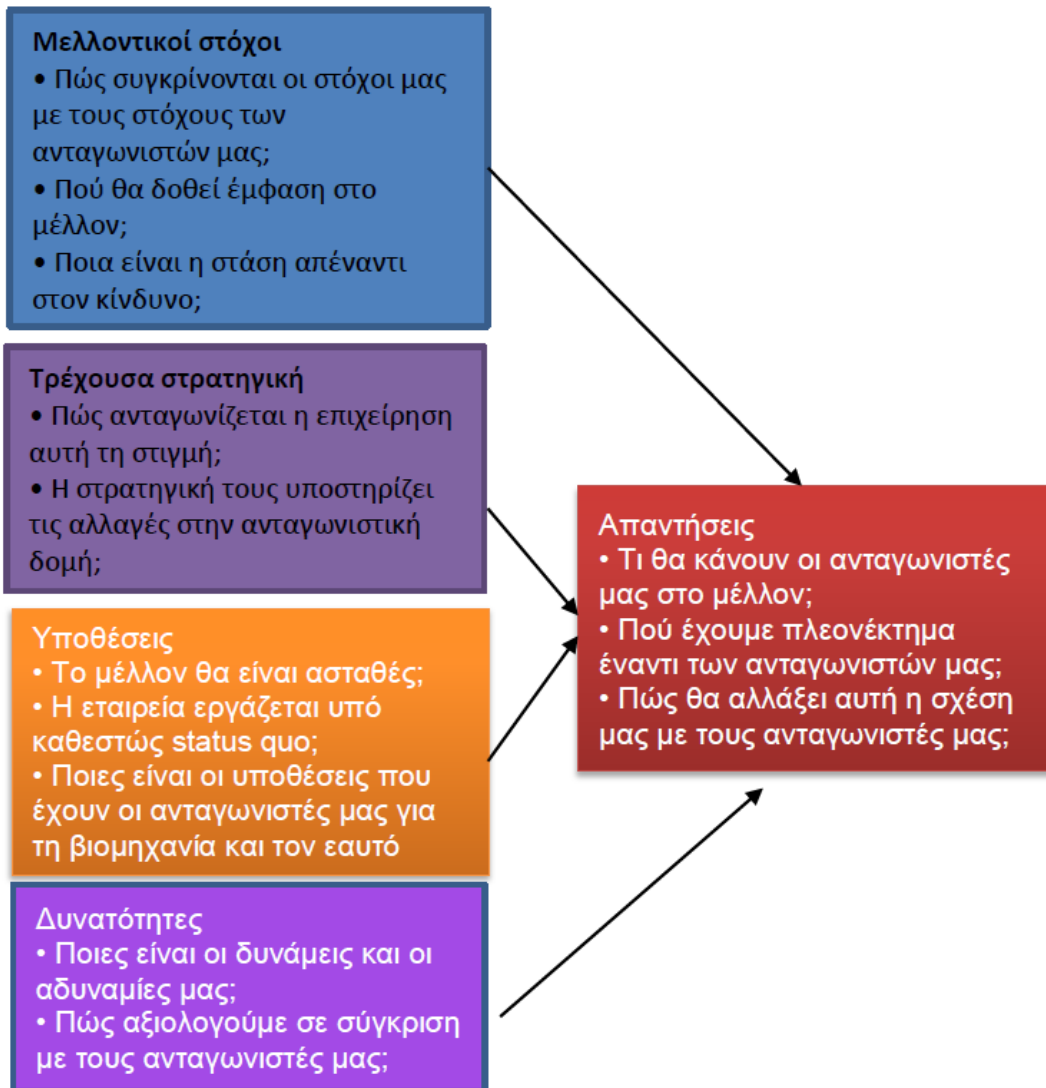 Μελλοντικοί στόχοι
• Πώς συγκρίνονται οι στόχοι μας
με τους στόχους των
ανταγωνιστών μας;
• Πού θα δοθεί έμφαση στο
μέλλον;
• Ποια είναι η στάση απέναντι
στον κίνδυνο;
Τρέχουσα στρατηγική
• Πώς ανταγωνίζεται η επιχείρηση
αυτή τη στιγμή;
• Η στρατηγική τους υποστηρίζει
τις αλλαγές στην ανταγωνιστική
δομή;
Υποθέσεις
• Το μέλλον θα είναι ασταθές;
• Η εταιρεία εργάζεται υπό
καθεστώς status quo;
• Ποιες είναι οι υποθέσεις που
έχουν οι ανταγωνιστές μας για
τη βιομηχανία και τον εαυτό
Δυνατότητες
• Ποιες είναι οι δυνάμεις και οι
αδυναμίες μας;
• Πώς αξιολογούμε σε σύγκριση
με τους ανταγωνιστές μας;
Απαντήσεις
• Τι θα κάνουν οι ανταγωνιστές
μας στο μέλλον;
• Πού έχουμε πλεονέκτημα
έναντι των ανταγωνιστών μας;
• Πώς θα αλλάξει αυτή η σχέση
μας με τους ανταγωνιστές μας;